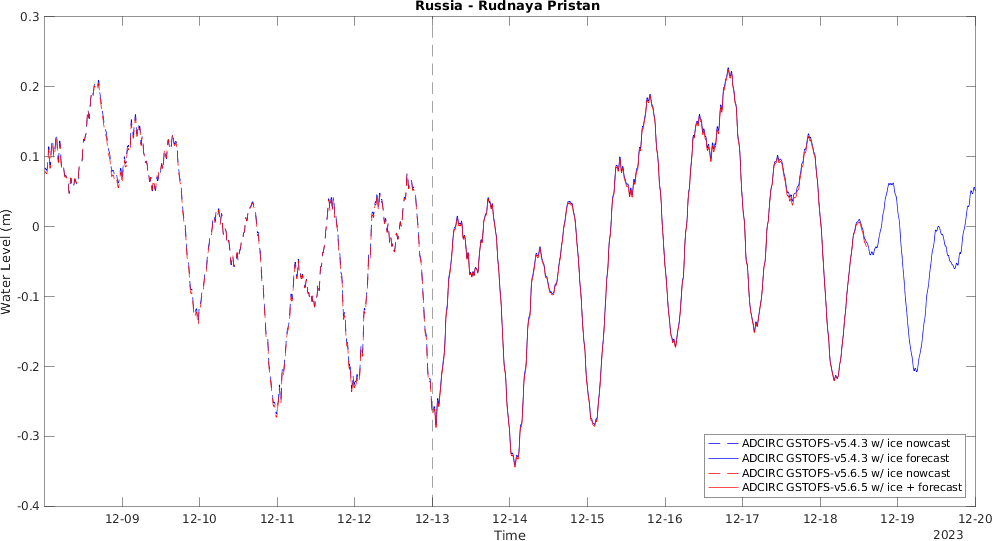 Russia - Rudnaya Pristan
0.3
0.2
0.1
0
-0.1
-0.2
-0.3
-0.4
Water Level (m)
ADCIRC GSTOFS-v5.4.3 w/ ice nowcast
ADCIRC GSTOFS-v5.4.3 w/ ice forecast
ADCIRC GSTOFS-v5.6.5 w/ ice nowcast
ADCIRC GSTOFS-v5.6.5 w/ ice + forecast
12-09 12-10 12-11 12-12 12-13 12-14 12-15 12-16 12-17 12-18 12-19 12-20
Time
2023